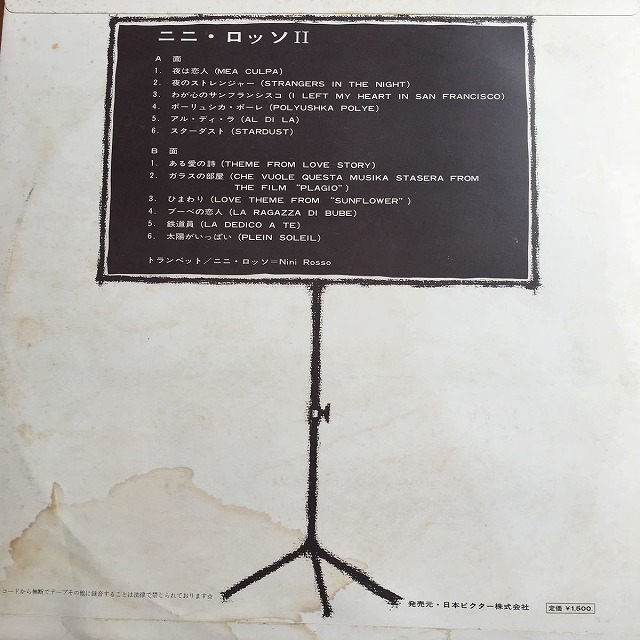 ニニ・ロッソII
A 面
1. 夜は恋人 (MEA CULPA)
2. 夜のストレンジャー (STRANGERS IN THE NIGHT)
3. わが心のサンフランシスコ (I LEFT MY HEART IN SAN FRANCISCO)
4. ポーリュシカ・ポーレ (POLYUSHKA POLYE)
5. アル・ディ・ラ (AL DI LA)
6. スターダスト (STARDUST)
B 面
1. ある愛の詩 (THEME FROM LOVE STORY)
2. ガラスの部屋 (CHE VUOLE QUESTA MUSIKA STASERA FROM
THE FILM "PLAGIO")
3. ひまわり (LOVE THEME FROM "SUNFLOWER")
4. ブーベの恋人 (LA RAGAZZA DI BUBE)
5. 鉄道員 (LA DEDICO A TE)
6. 太陽がいっぱい (PLEIN SOLEIL)
トランペット／ニニ・ロッソ＝Nini Rosso
コードから無断でテープその他に録音することは法律で禁じられております☆
発売元・日本ビクター株式会社
定価 ¥1,500.